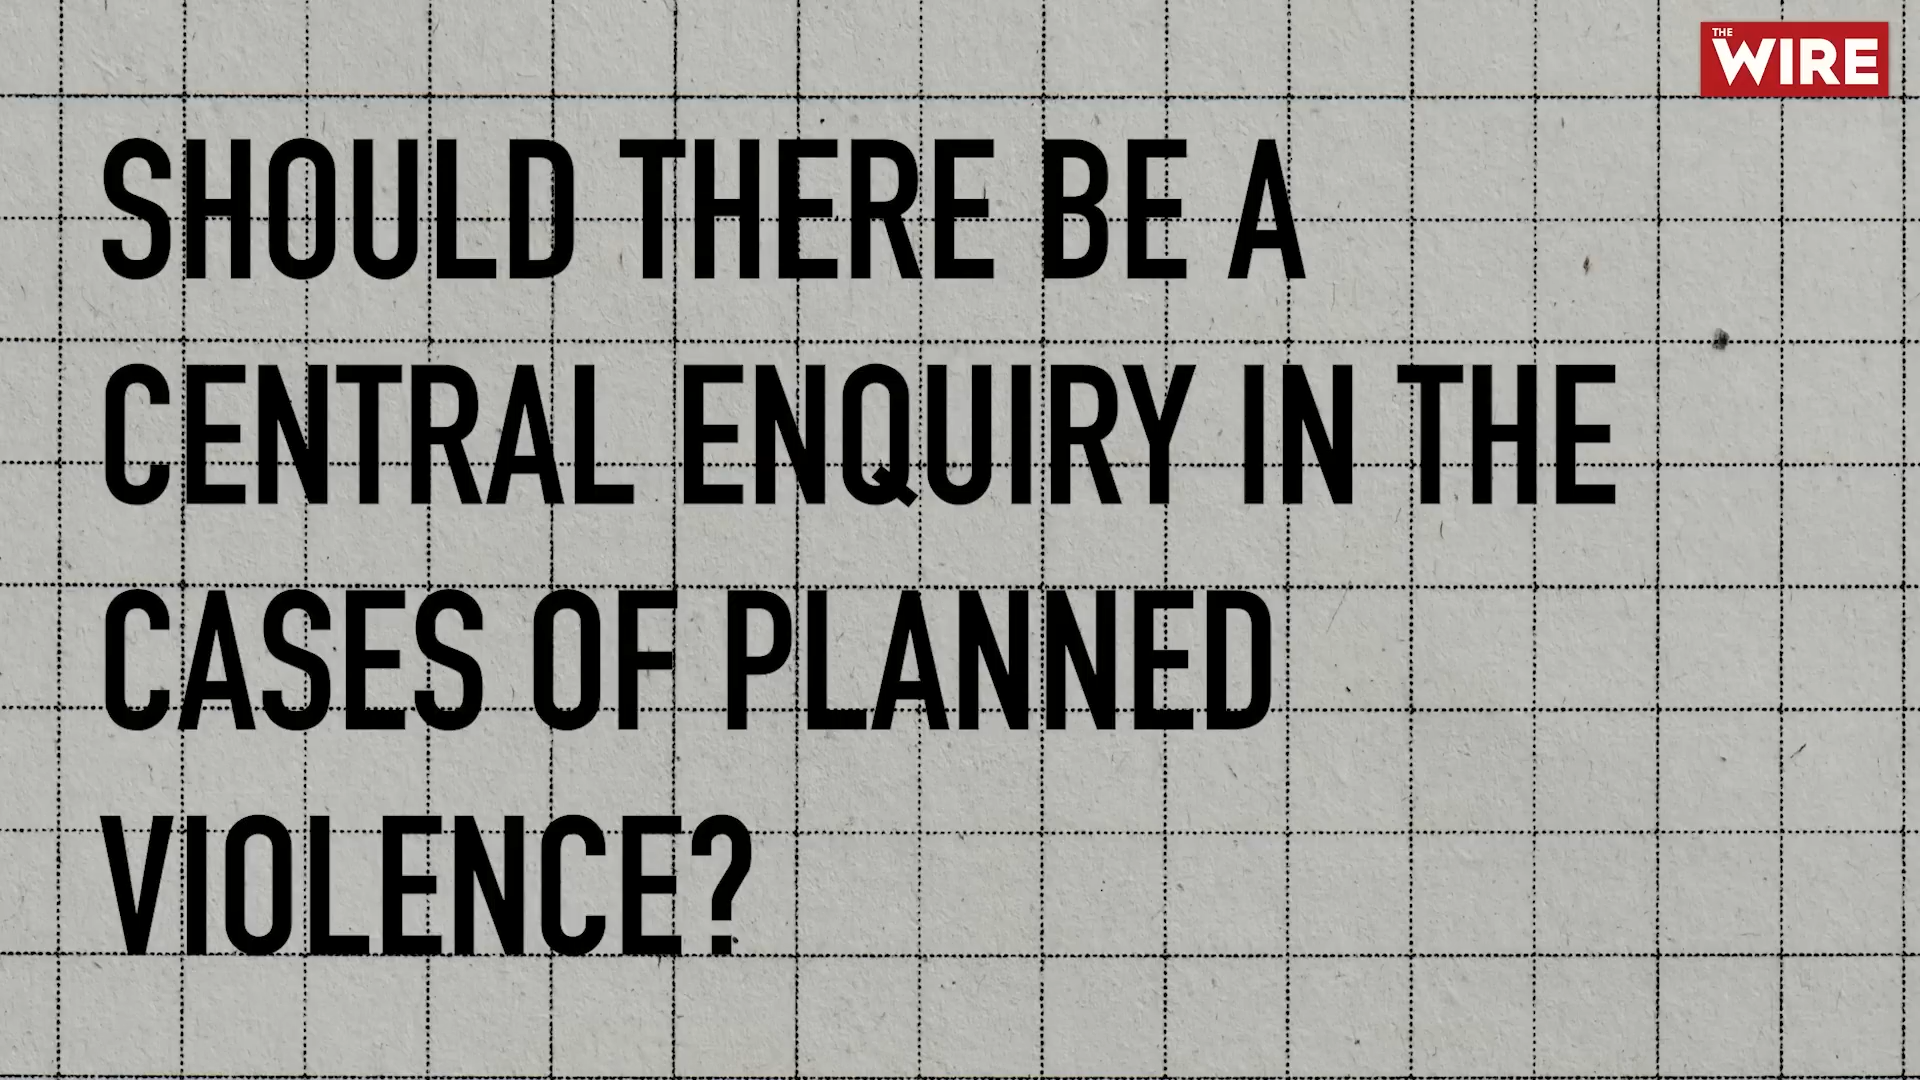 THE
WIRE
SHOULD THERE BE A
CENTRAL ENQUIRY IN THE
CASES OF PLANNED
VIOLENCE?